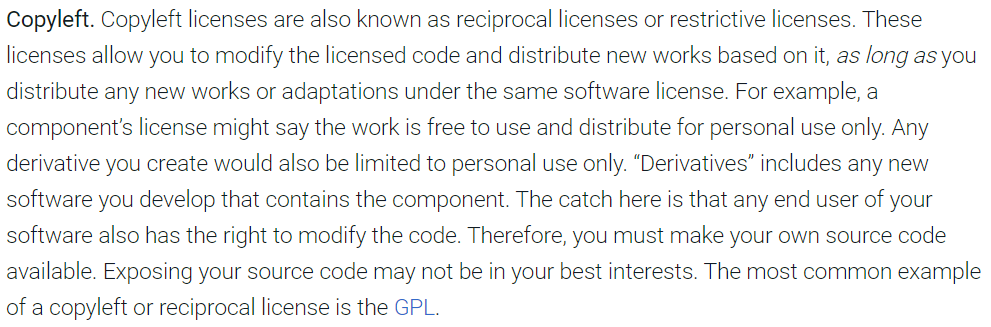 Copyleft. Copyleft licenses are also known as reciprocal licenses or restrictive licenses. These
licenses allow you to modify the licensed code and distribute new works based on it, as long as you
distribute any new works or adaptations under the same software license. For example, a
component’s license might say the work is free to use and distribute for personal use only. Any
derivative you create would also be limited to personal use only. “Derivatives” includes any new
software you develop that contains the component. The catch here is that any end user of your
software also has the right to modify the code. Therefore, you must make your own source code
available. Exposing your source code may not be in your best interests. The most common example
of a copyleft or reciprocal license is the GPL.